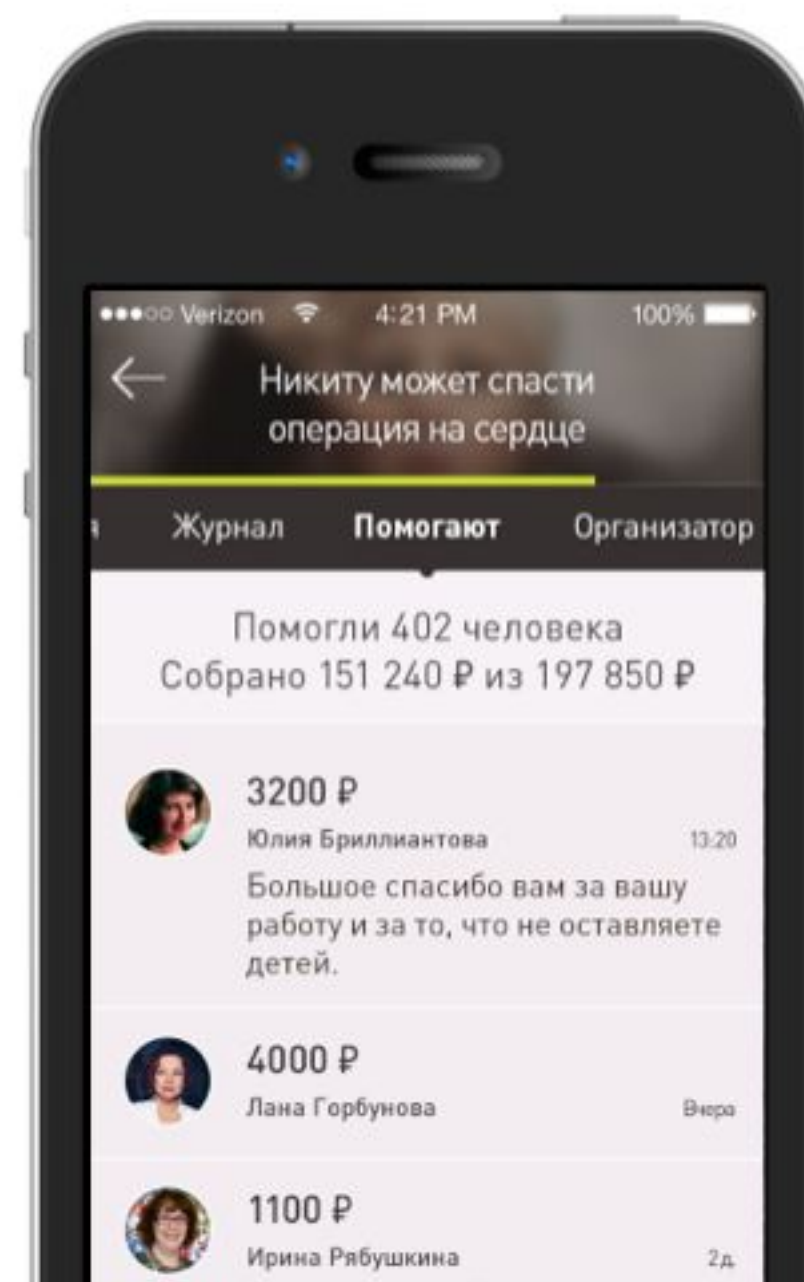 Verizon 4:21 PM 100%
Никиту может спасти
операция на сердце
я Журнал Помогают Организатор
Помогли 402 человека
Собрано 151 240 ₽ из 197 850 ₽
3200 ₽
Юлия Бриллиантова 13:20
Большое спасибо вам за вашу
работу и за то, что не оставляете
детей.
4000 ₽
Лана Горбунова Вчера
1100 ₽
Ирина Рябушкина 2д.